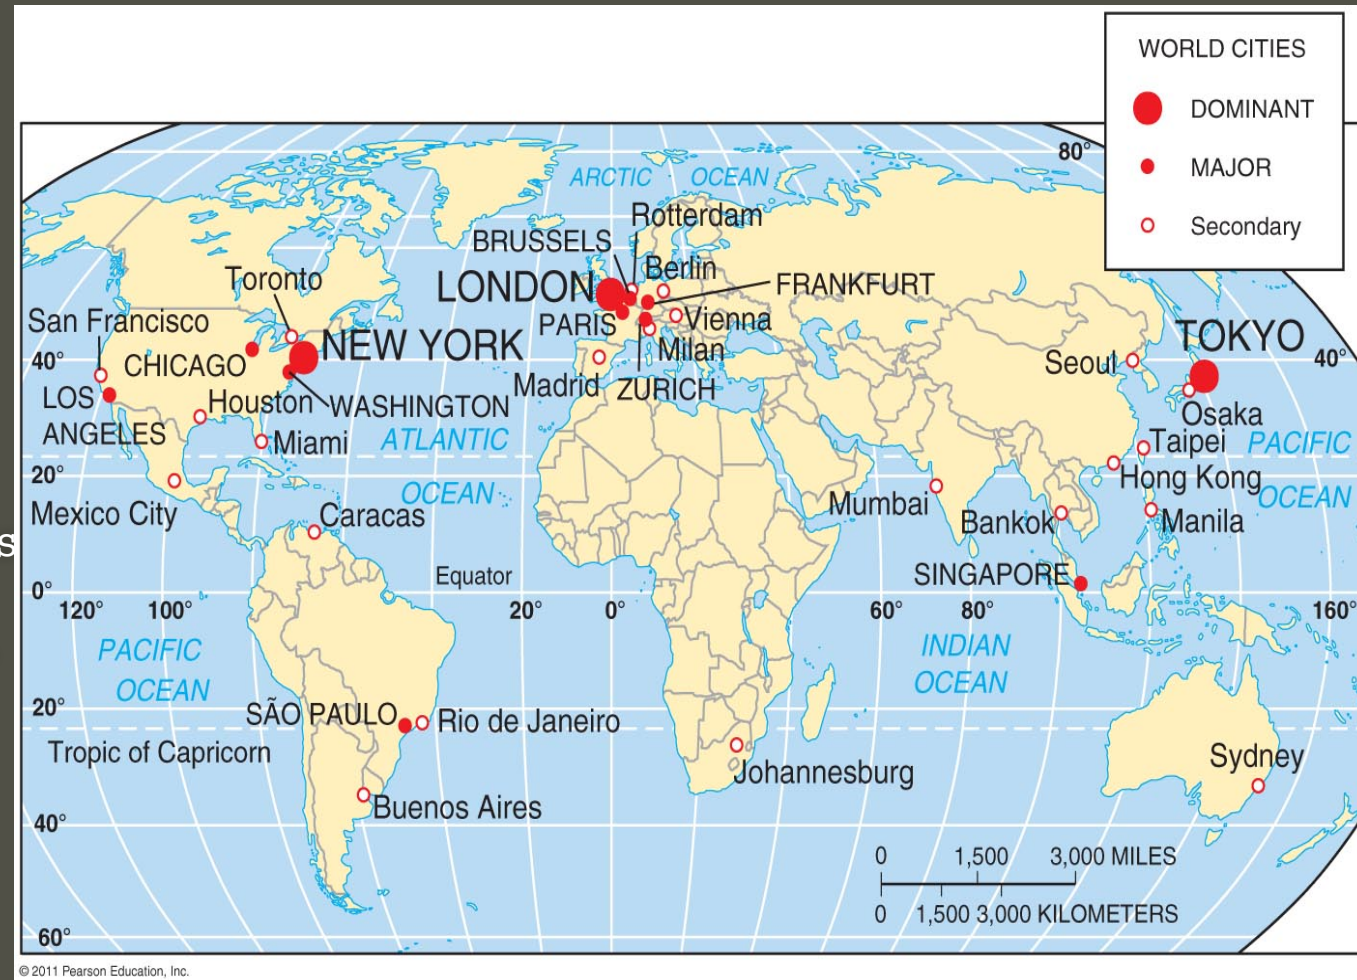 WORLD CITIES
DOMINANT
MAJOR
Secondary
80°
ARCTIC OCEAN
Rotterdam
BRUSSELS
Berlin
LONDON
FRANKFURT
Toronto
San Francisco
PARIS
Vienna
TOKYO
NEW YORK
Milan
Seoul
40°
40°
CHICAGO
Madrid
ZURICH
LOS
ANGELES
Houston
WASHINGTON
Osaka
Miami
ATLANTIC
OCEAN
Taipei
PACIFIC
OCEAN
20°
Hong Kong
Mexico City
Caracas
Mumbai
Bankok
Manila
s
Equator
SINGAPORE
0°
120°
100°
20°
0°
60°
80°
160°
PACIFIC
OCEAN
INDIAN
OCEAN
20°
SÃO PAULO
Rio de Janeiro
Tropic of Capricorn
Johannesburg
Sydney
Buenos Aires
40°
0 1,500 3,000 MILES
0 1,500 3,000 KILOMETERS
60°
© 2011 Pearson Education, Inc.